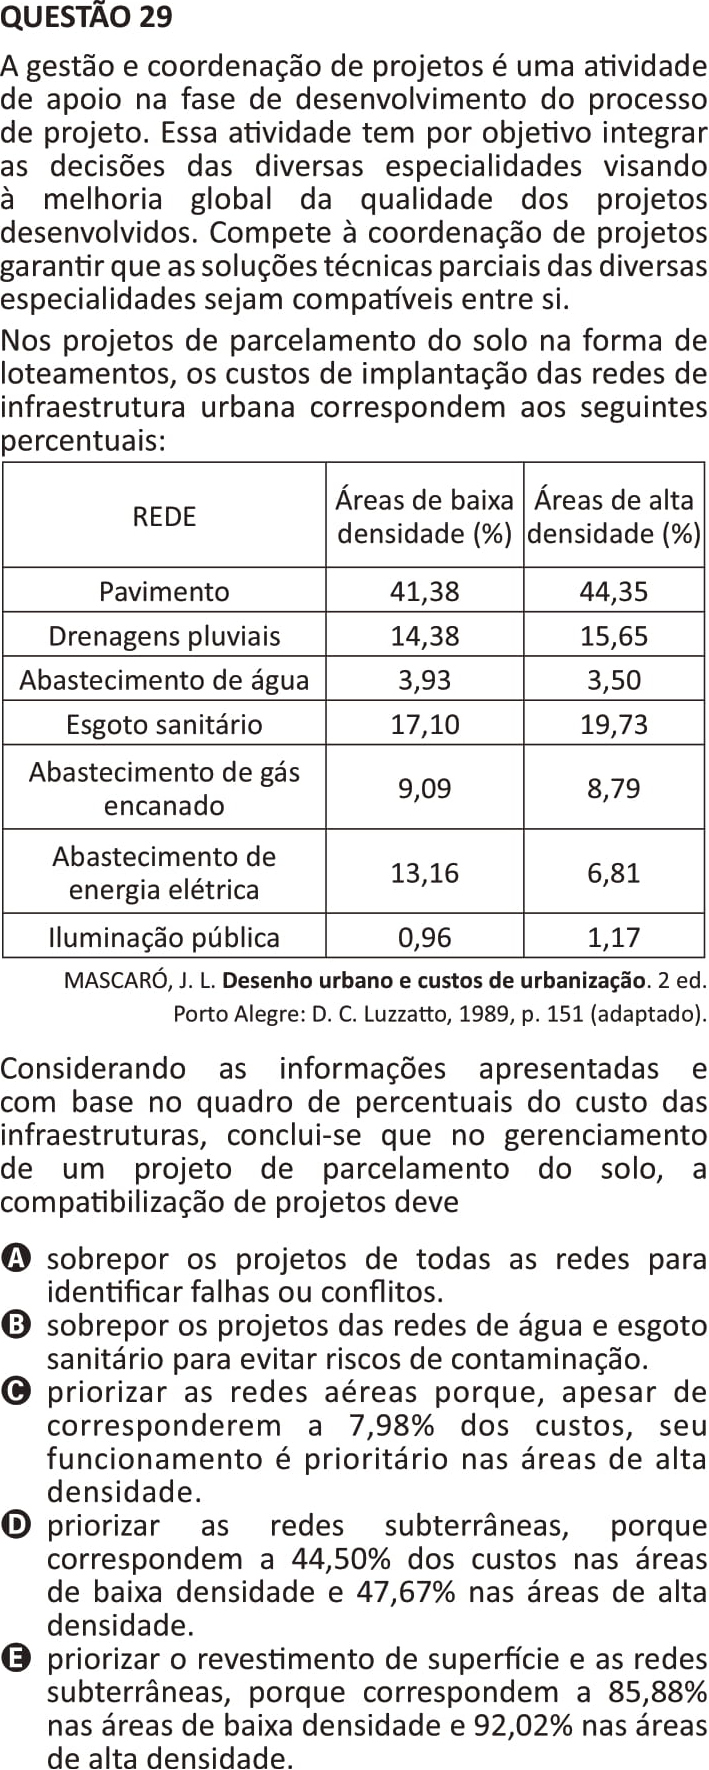 QUESTÃO 29
A gestão e coordenação de projetos é uma atividade
de apoio na fase de desenvolvimento do processo
de projeto. Essa atividade tem por objetivo integrar
as decisões das diversas especialidades visando
à melhoria global da qualidade dos projetos
desenvolvidos. Compete à coordenação de projetos
garantir que as soluções técnicas parciais das diversas
especialidades sejam compatíveis entre si.
Nos projetos de parcelamento do solo na forma de
loteamentos, os custos de implantação das redes de
infraestrutura urbana correspondem aos seguintes
percentuais:
REDE
Áreas de baixa
densidade (%)
Áreas de alta
densidade (%)
Pavimento 41,38 44,35
Drenagens pluviais 14,38 15,65
Abastecimento de água 3,93 3,50
Esgoto sanitário 17,10 19,73
Abastecimento de gás
encanado
9,09 8,79
Abastecimento de
energia elétrica
13,16 6,81
Iluminação pública 0,96 1,17
MASCARÓ, J. L. Desenho urbano e custos de urbanização. 2 ed.
Porto Alegre: D. C. Luzzatto, 1989, p. 151 (adaptado).
Considerando as informações apresentadas e
com base no quadro de percentuais do custo das
infraestruturas, conclui-se que no gerenciamento
de um projeto de parcelamento do solo, a
compatibilização de projetos deve
A sobrepor os projetos de todas as redes para
identificar falhas ou conflitos.
B sobrepor os projetos das redes de água e esgoto
sanitário para evitar riscos de contaminação.
C priorizar as redes aéreas porque, apesar de
corresponderem a 7,98% dos custos, seu
funcionamento é prioritário nas áreas de alta
densidade.
D priorizar as redes subterrâneas, porque
correspondem a 44,50% dos custos nas áreas
de baixa densidade e 47,67% nas áreas de alta
densidade.
E priorizar o revestimento de superfície e as redes
subterrâneas, porque correspondem a 85,88%
nas áreas de baixa densidade e 92,02% nas áreas
de alta densidade.